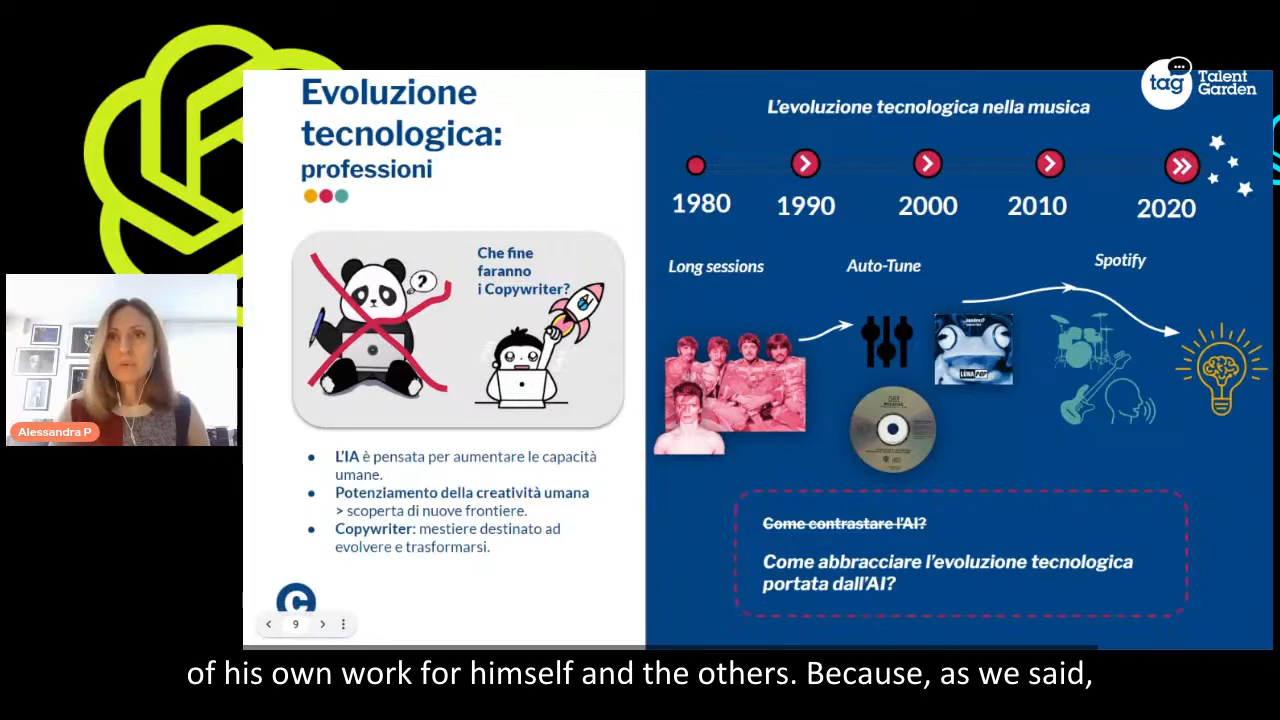 Evoluzione
tecnologica:
professioni
Che fine
faranno
i Copywriter?
?
L'IA è pensata per aumentare le capacità
umane.
Potenziamento della creatività umana
> scoperta di nuove frontiere.
Copywriter: mestiere destinato ad
evolvere e trasformarsi.
C
9
tag
Talent
Garden
L'evoluzione tecnologica nella musica
1980
1990
2000
2010
2020
Long sessions
Auto-Tune
Spotify
LUNAPOP
Come contrastare l'AI?
Come abbracciare l'evoluzione tecnologica
portata dall'AI?
Alessandra P
of his own work for himself and the others. Because, as we said,